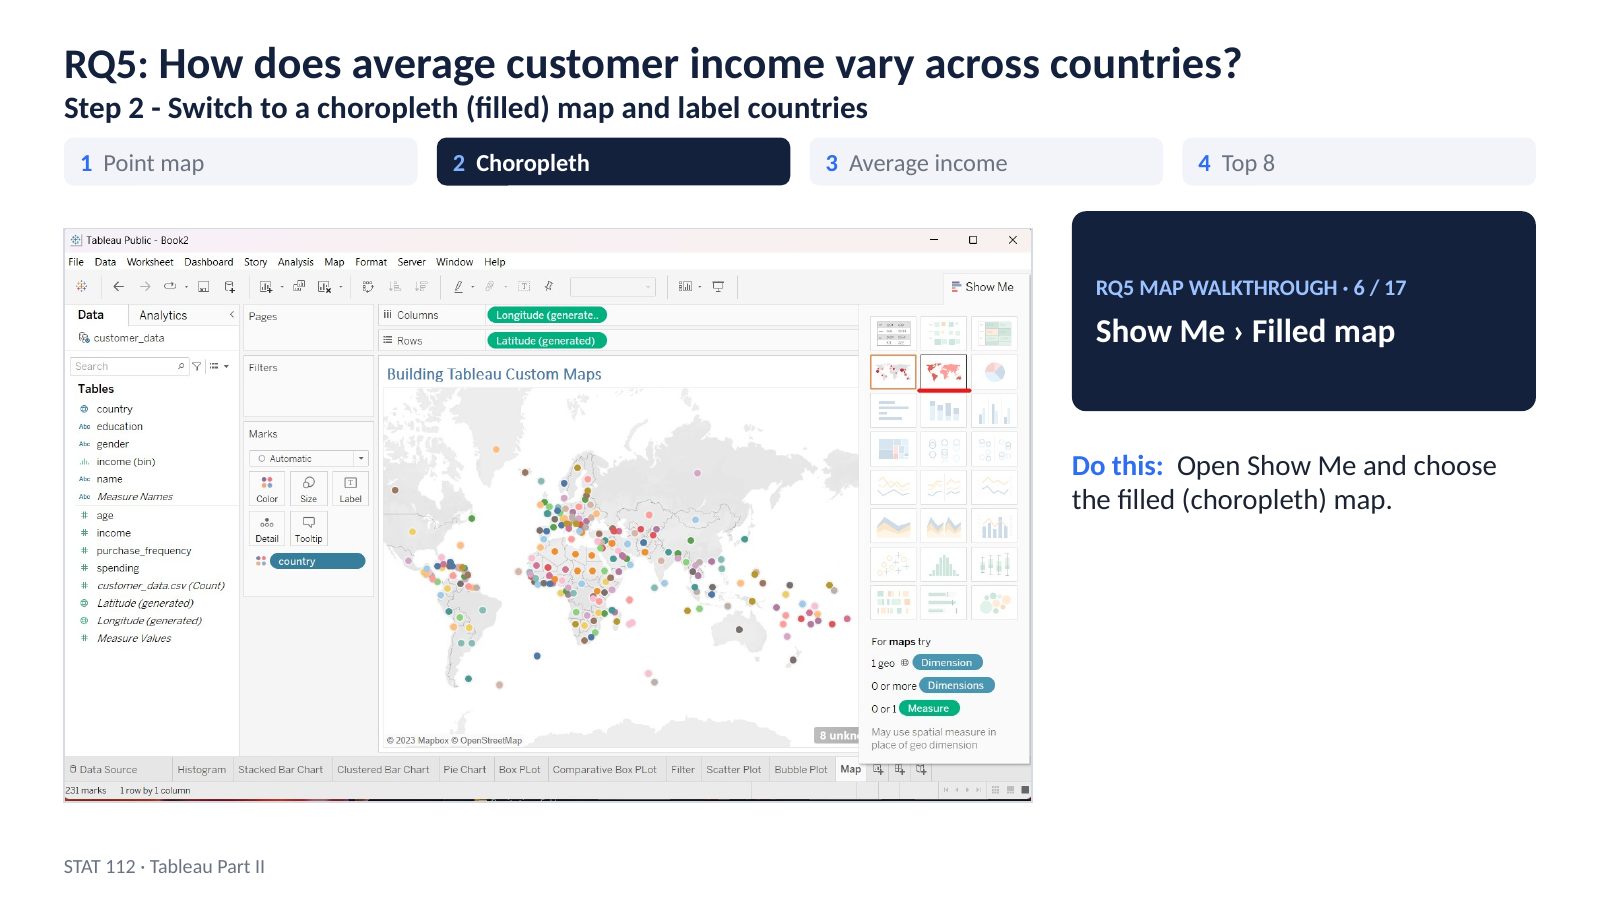 RQ5: How does average customer income vary across countries?
Step 2 - Switch to a choropleth (filled) map and label countries
1 Point map
2 Choropleth
3 Average income
4 Top 8
Tableau Public - Book2
File Data Worksheet Dashboard Story Analysis Map Format Server Window Help
Show Me
Data Analytics
customer_data
Search
Tables
country
Abc education
Abc gender
income (bin)
Abc name
Abc Measure Names
# age
# income
# purchase_frequency
# spending
# customer_data.csv (Count)
# Latitude (generated)
# Longitude (generated)
# Measure Values
Pages
Filters
Marks
Automatic
Color Size Label
Detail Tooltip
country
Columns Longitude (generate..
Rows Latitude (generated)
Building Tableau Custom Maps
© 2023 Mapbox © OpenStreetMap
8 unkn
For maps try
1 geo Dimension
0 or more Dimensions
0 or 1 Measure
May use spatial measure in
place of geo dimension
Data Source Histogram Stacked Bar Chart Clustered Bar Chart Pie Chart Box PLot Comparative Box PLot Filter Scatter Plot Bubble Plot Map
231 marks 1 row by 1 column
RQ5 MAP WALKTHROUGH · 6 / 17
Show Me › Filled map
Do this: Open Show Me and choose
the filled (choropleth) map.
STAT 112 · Tableau Part II